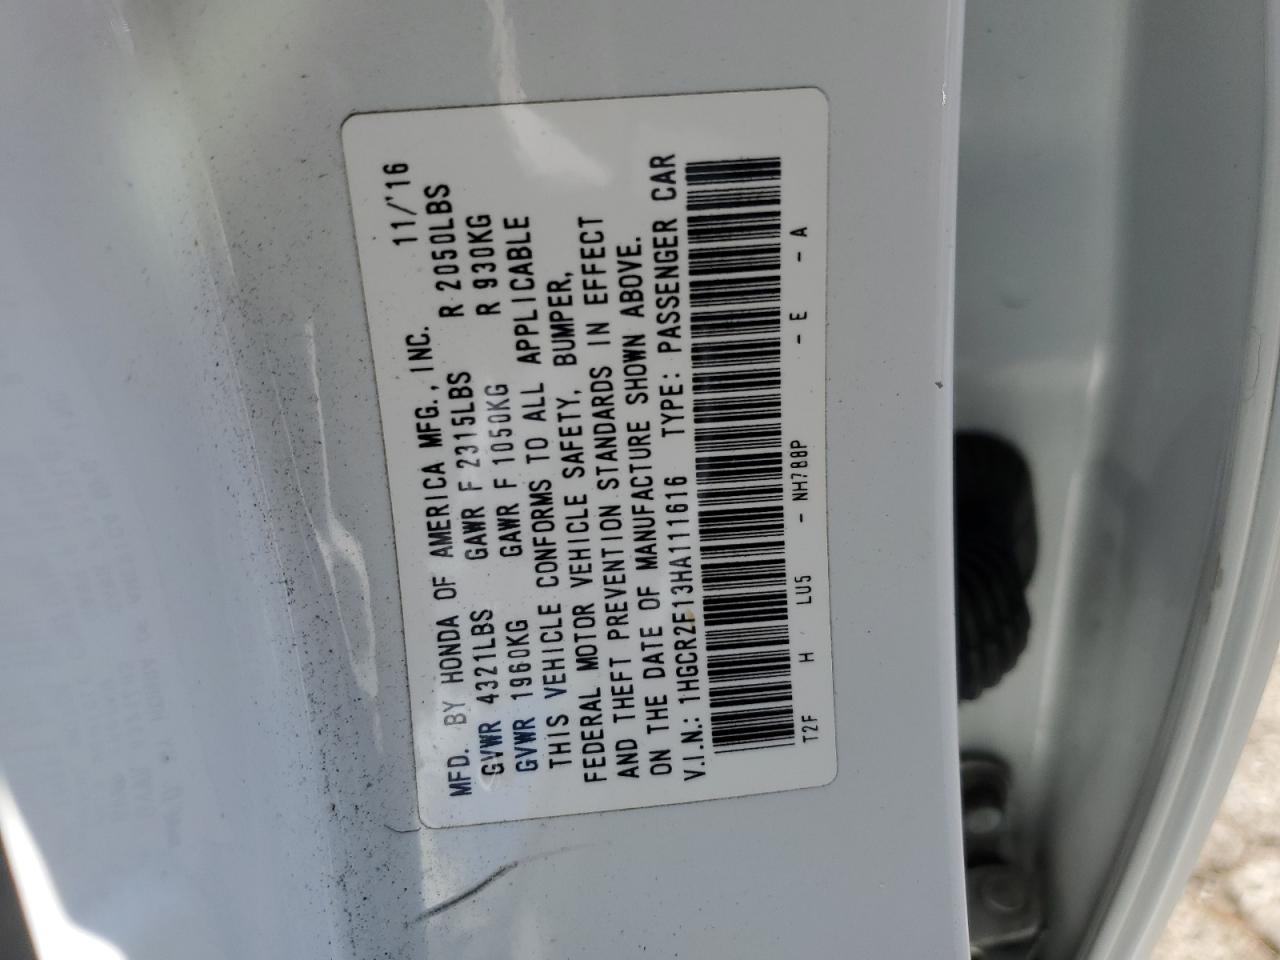 MFD. BY HONDA OF AMERICA MFG., INC. 11/'16
GVWR 4321LBS GAWR F 2315LBS R 2050LBS
GVWR 1960KG GAWR F 1050KG R 930KG
THIS VEHICLE CONFORMS TO ALL APPLICABLE
FEDERAL MOTOR VEHICLE SAFETY, BUMPER,
AND THEFT PREVENTION STANDARDS IN EFFECT
ON THE DATE OF MANUFACTURE SHOWN ABOVE.
V.I.N.: 1HGCR2F13HA111616 TYPE: PASSENGER CAR
T2F H LU5 - NH788P - E - A